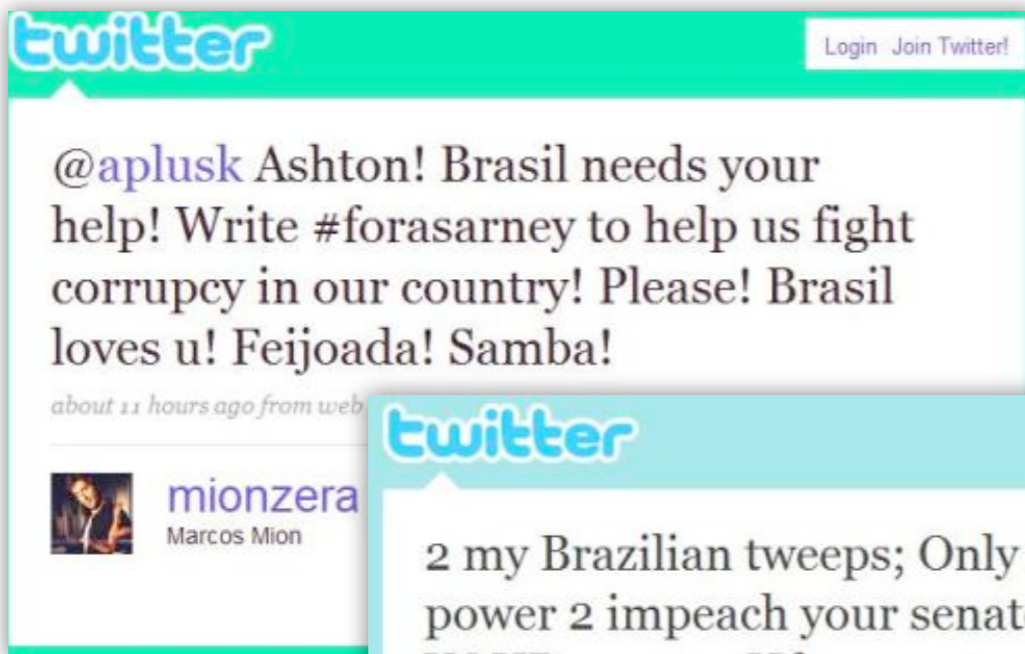 twitter
Login Join Twitter!
@aplusk Ashton! Brasil needs your
help! Write #forasarney to help us fight
corrupcy in our country! Please! Brasil
loves u! Feijoada! Samba!
about 11 hours ago from web
mionzera
Marcos Mion
twitter
2 my Brazilian tweeps; Only
power 2 impeach your